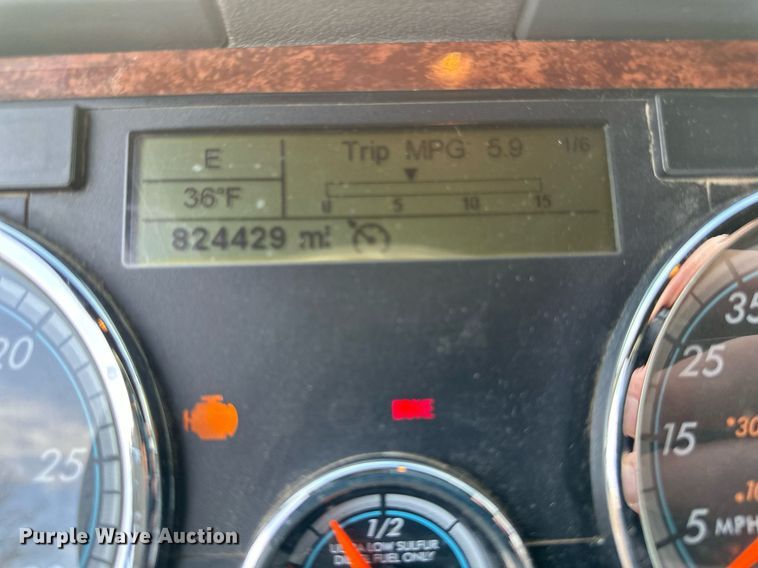 E Trip MPG 5.9 1/6
36°F
0 5 10 15
824429 mi
20
25
35
25
15
5 MPH
30
10
1/2
ULTRA LOW SULFUR
DIESEL FUEL ONLY
Purple Wave Auction